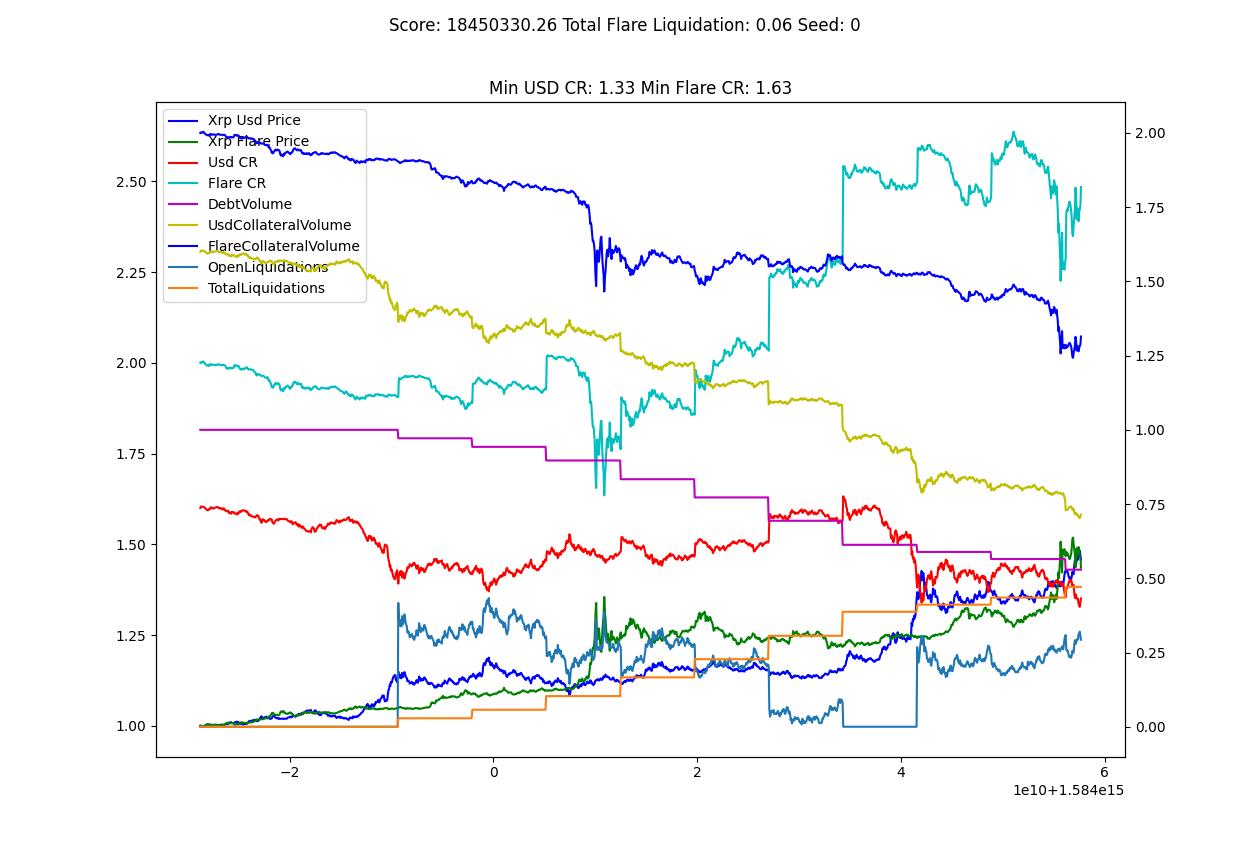 Score: 18450330.26 Total Flare Liquidation: 0.06 Seed: 0
Min USD CR: 1.33 Min Flare CR: 1.63
Xrp Usd Price
Xrp Flare Price
Usd CR
Flare CR
DebtVolume
UsdCollateralVolume
FlareCollateralVolume
OpenLiquidations
TotalLiquidations
2.50
2.25
2.00
1.75
1.50
1.25
1.00
2.00
1.75
1.50
1.25
1.00
0.75
0.50
0.25
0.00
−2
0
2
4
6
1e10+1.584e15